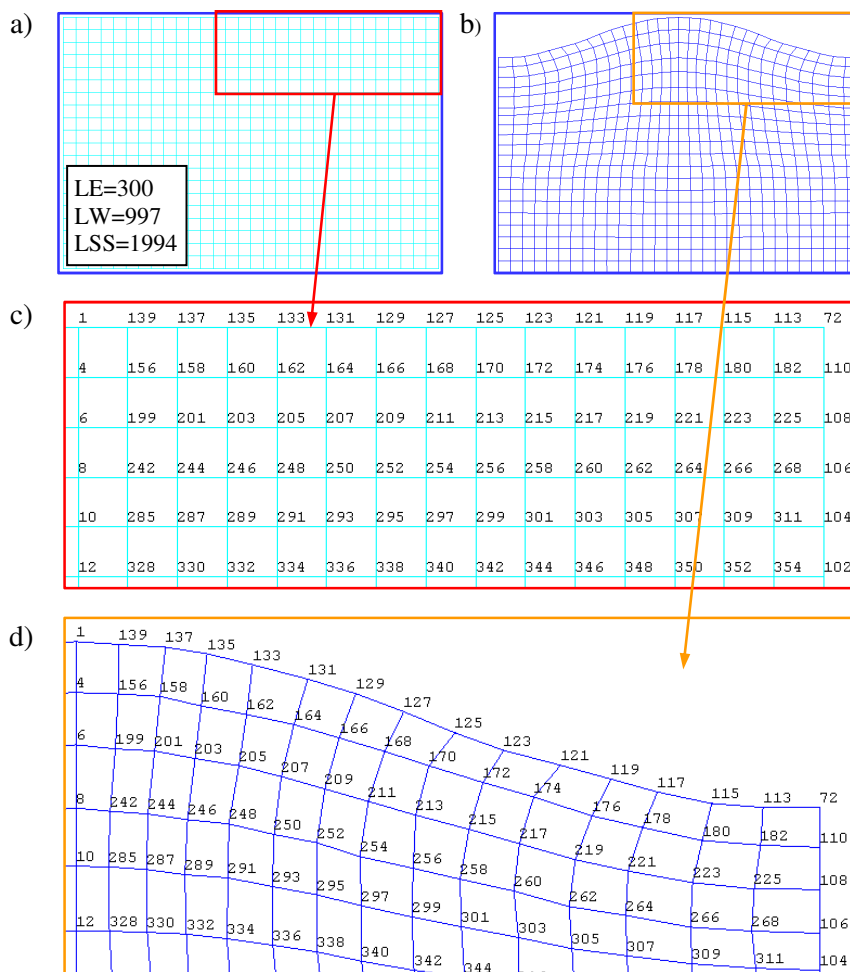 a)
b)
LE=300
LW=997
LSS=1994
c)
1 139 137 135 133 131 129 127 125 123 121 119 117 115 113 72
4 156 158 160 162 164 166 168 170 172 174 176 178 180 182 110
6 199 201 203 205 207 209 211 213 215 217 219 221 223 225 108
8 242 244 246 248 250 252 254 256 258 260 262 264 266 268 106
10 285 287 289 291 293 295 297 299 301 303 305 307 309 311 104
12 328 330 332 334 336 338 340 342 344 346 348 350 352 354 102
d)
1 139 137 135 133 131 129 127 125 123 121 119 117 115 113 72
4 156 158 160 162 164 166 168 170 172 174 176 178 180 182 110
6 199 201 203 205 207 209 211 213 215 217 219 221 223 225 108
8 242 244 246 248 250 252 254 256 258 260 262 264 266 268 106
10 285 287 289 291 293 295 297 299 301 303 305 307 309 311 104
12 328 330 332 334 336 338 340 342 344